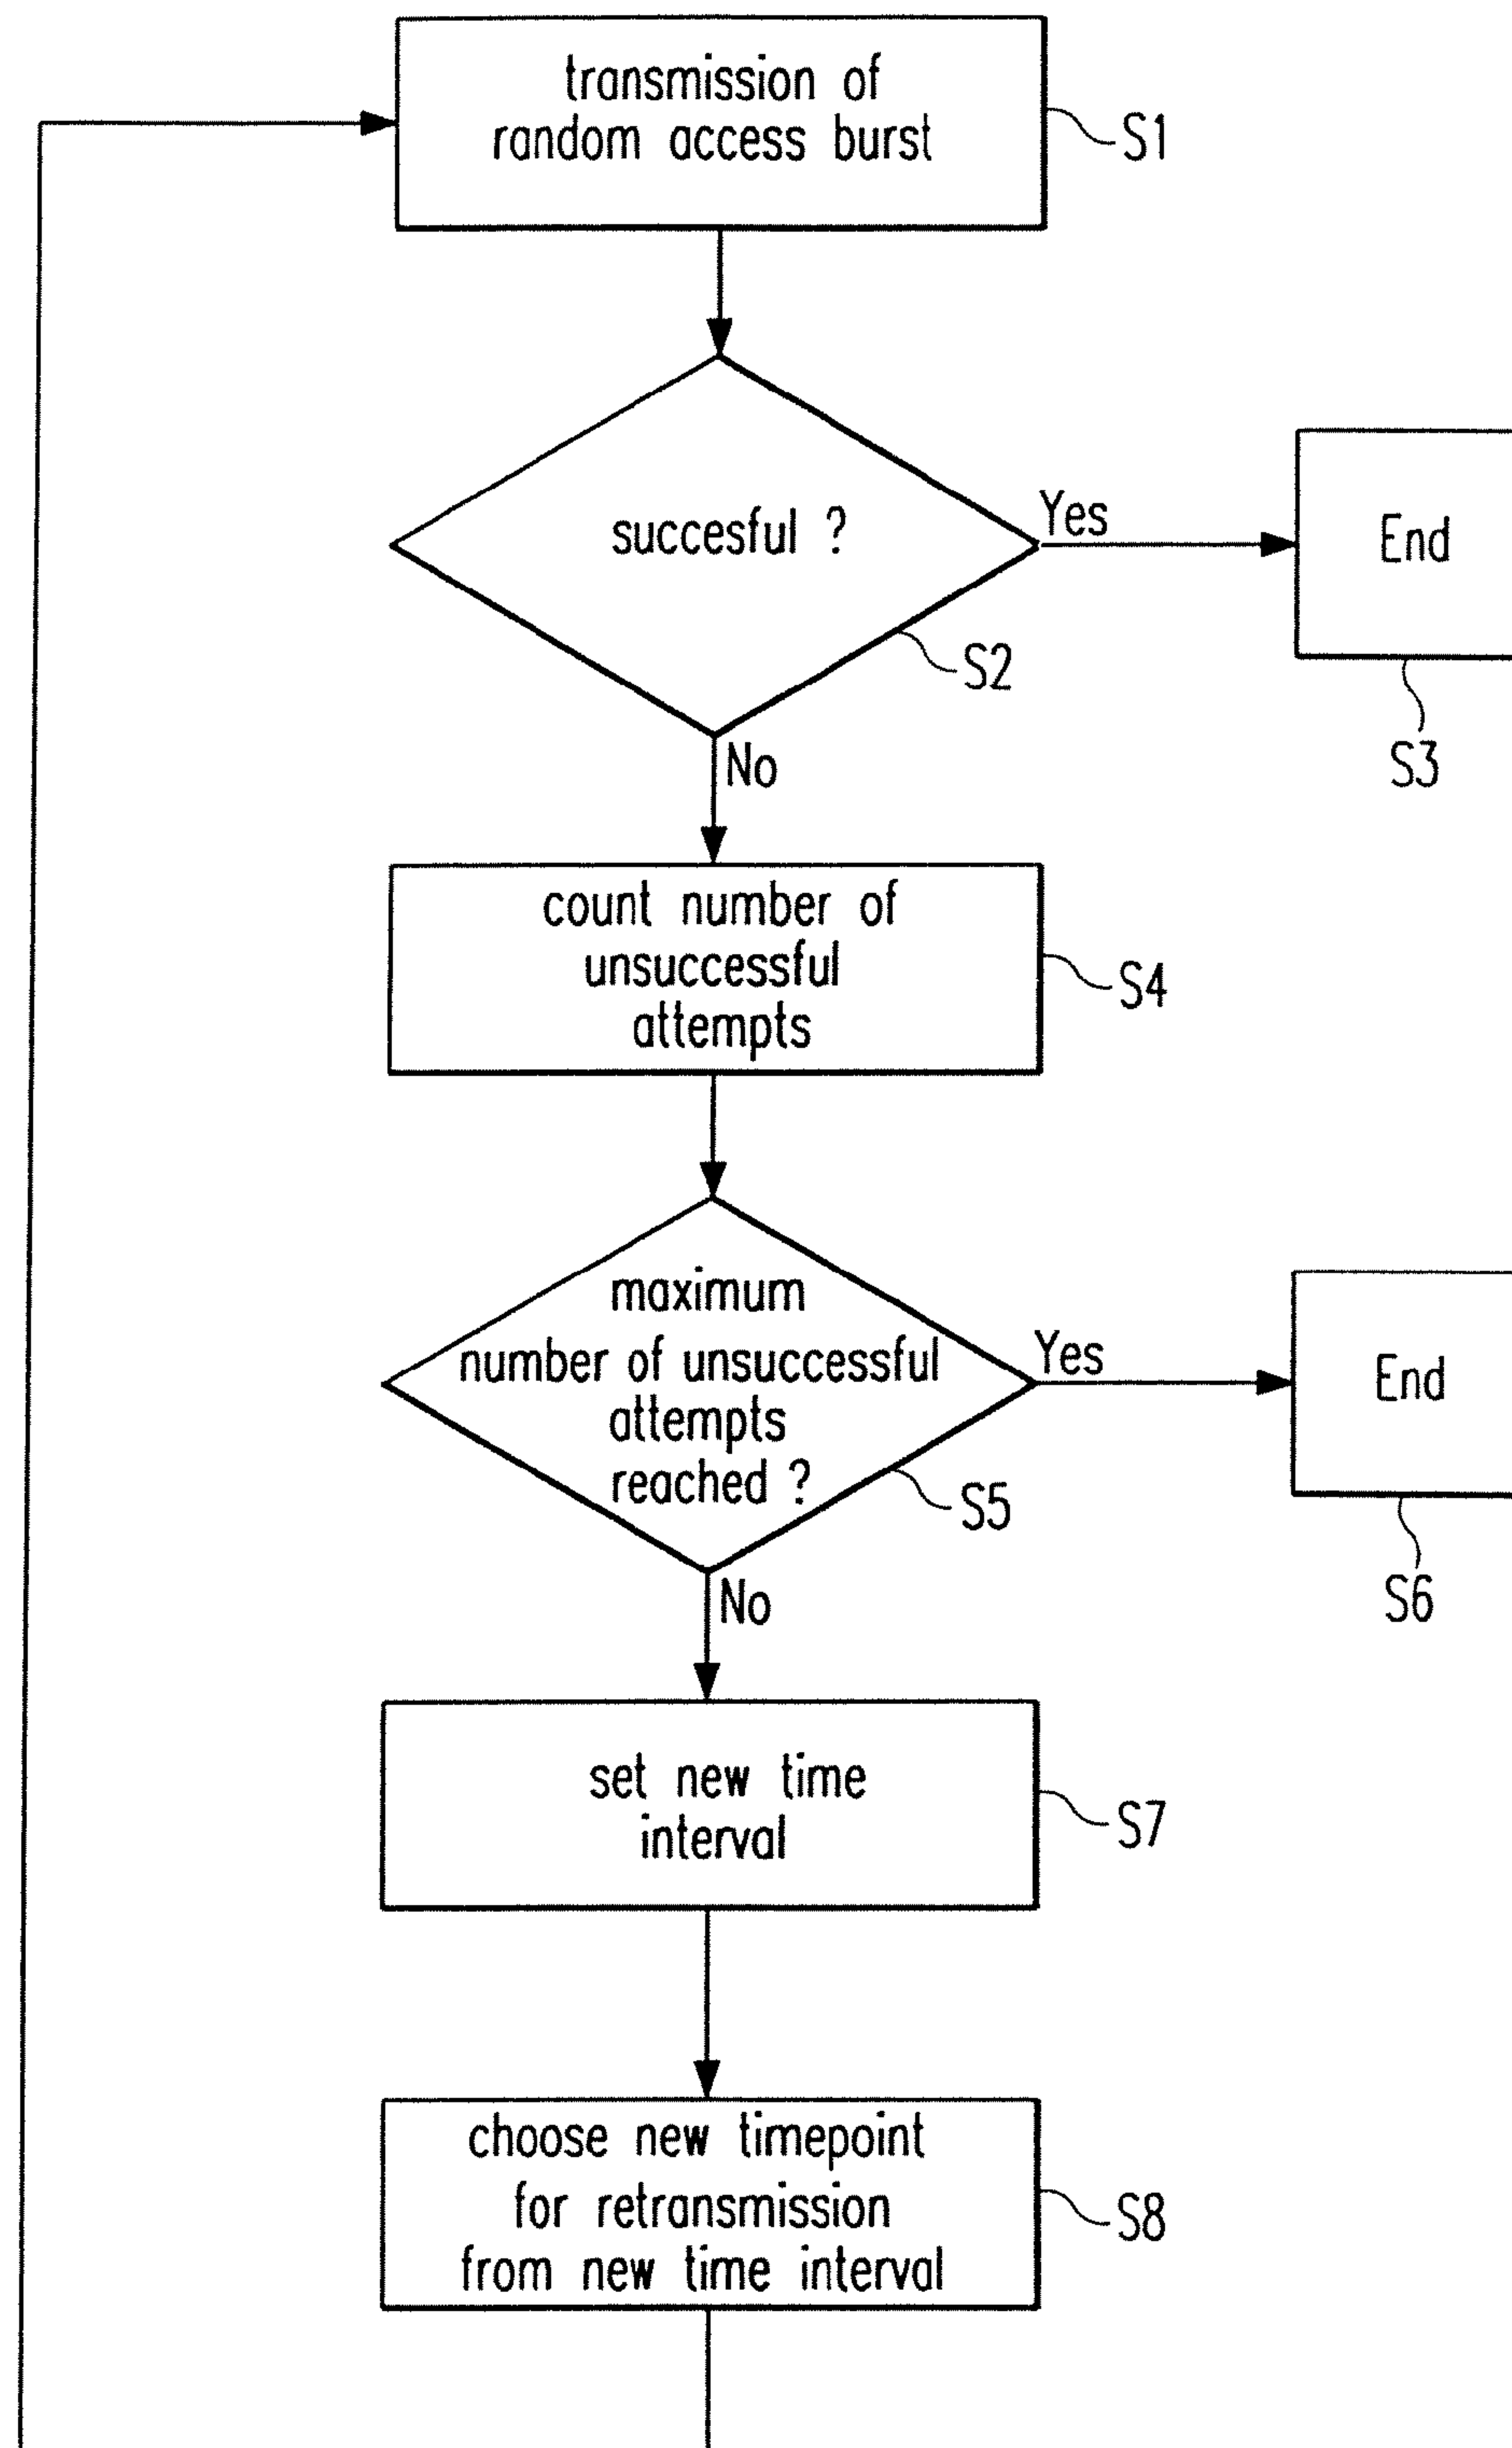 transmission of
random access burst
S1
succesful ?
Yes
End
S2
S3
No
count number of
unsuccessful
attempts
S4
maximum
number of unsuccessful
attempts
reached ?
Yes
End
S5
S6
No
set new time
interval
S7
choose new timepoint
for retransmission
from new time interval
S8